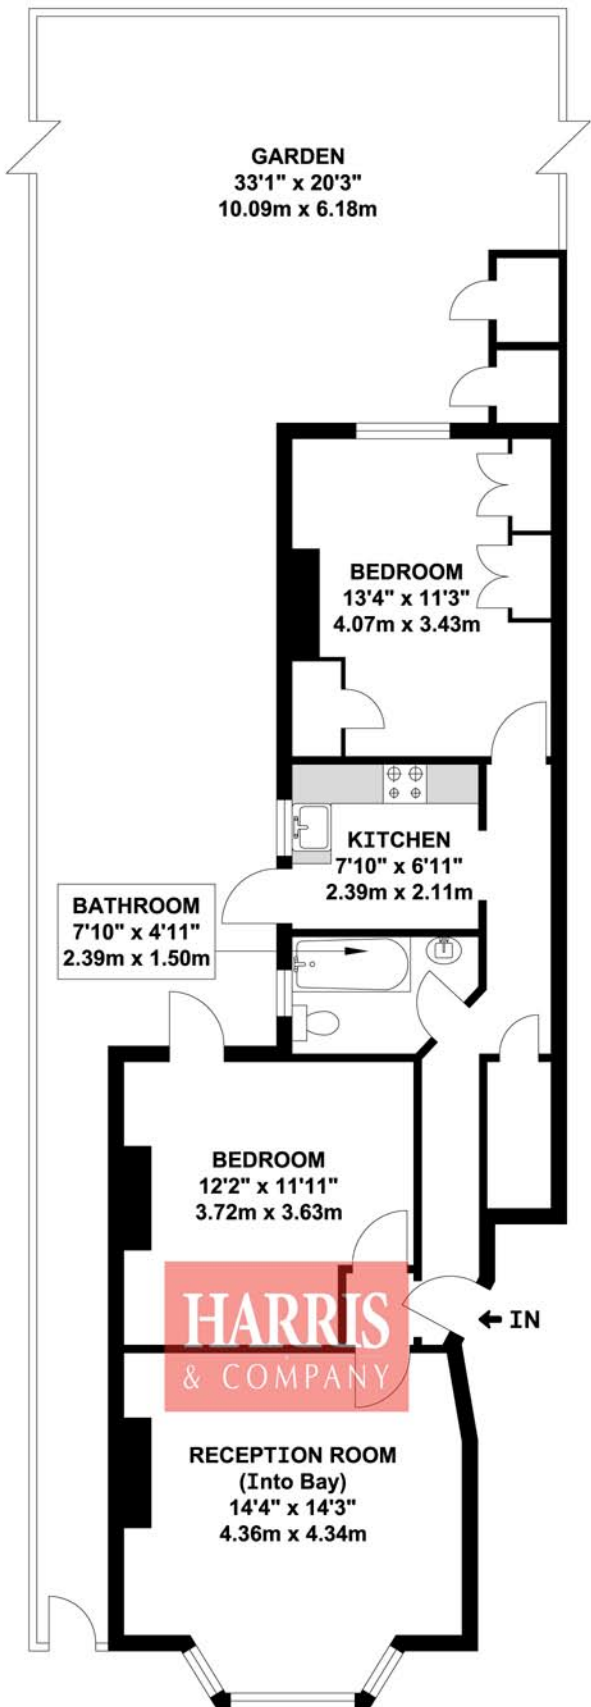 GARDEN
33'1" x 20'3"
10.09m x 6.18m
BEDROOM
13'4" x 11'3"
4.07m x 3.43m
KITCHEN
7'10" x 6'11"
2.39m x 2.11m
BATHROOM
7'10" x 4'11"
2.39m x 1.50m
BEDROOM
12'2" x 11'11"
3.72m x 3.63m
HARRIS
& COMPANY
IN
RECEPTION ROOM
(Into Bay)
14'4" x 14'3"
4.36m x 4.34m